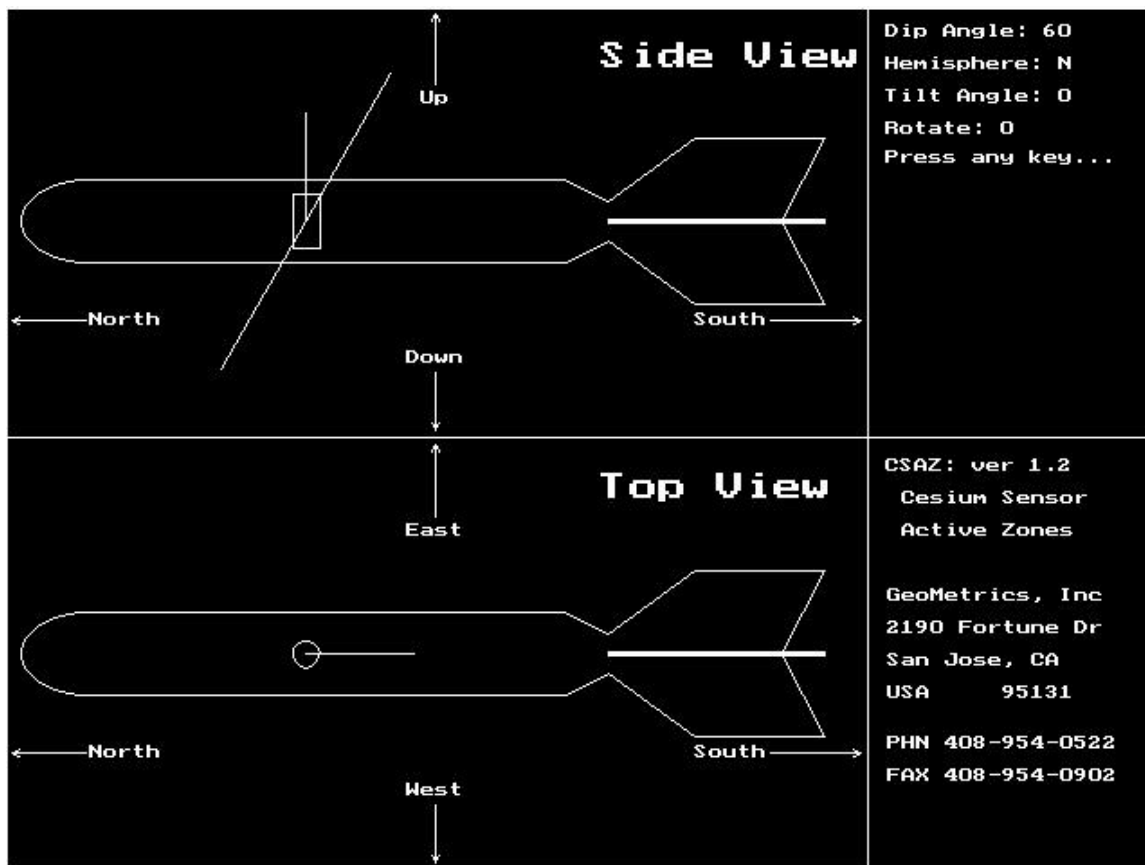 Side View
Up
North
South
Down
Dip Angle: 60
Hemisphere: N
Tilt Angle: 0
Rotate: 0
Press any key...
Top View
East
North
South
West
CSAZ: ver 1.2
Cesium Sensor
Active Zones
GeoMetrics, Inc
2190 Fortune Dr
San Jose, CA
USA 95131
PHN 408-954-0522
FAX 408-954-0902